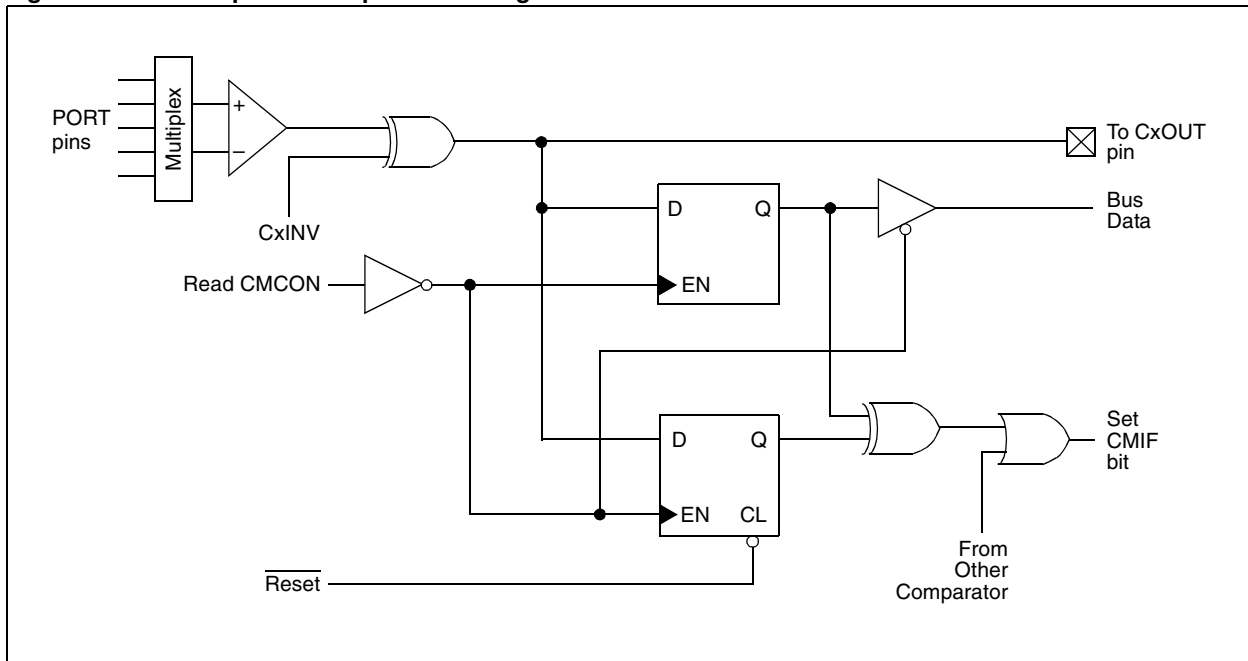 PORT
pins
Multiplex
+
−
CxINV
To CxOUT
pin
D
Q
Bus
Data
Read CMCON
EN
D
Q
EN
CL
Set
CMIF
bit
From
Other
Comparator
Reset